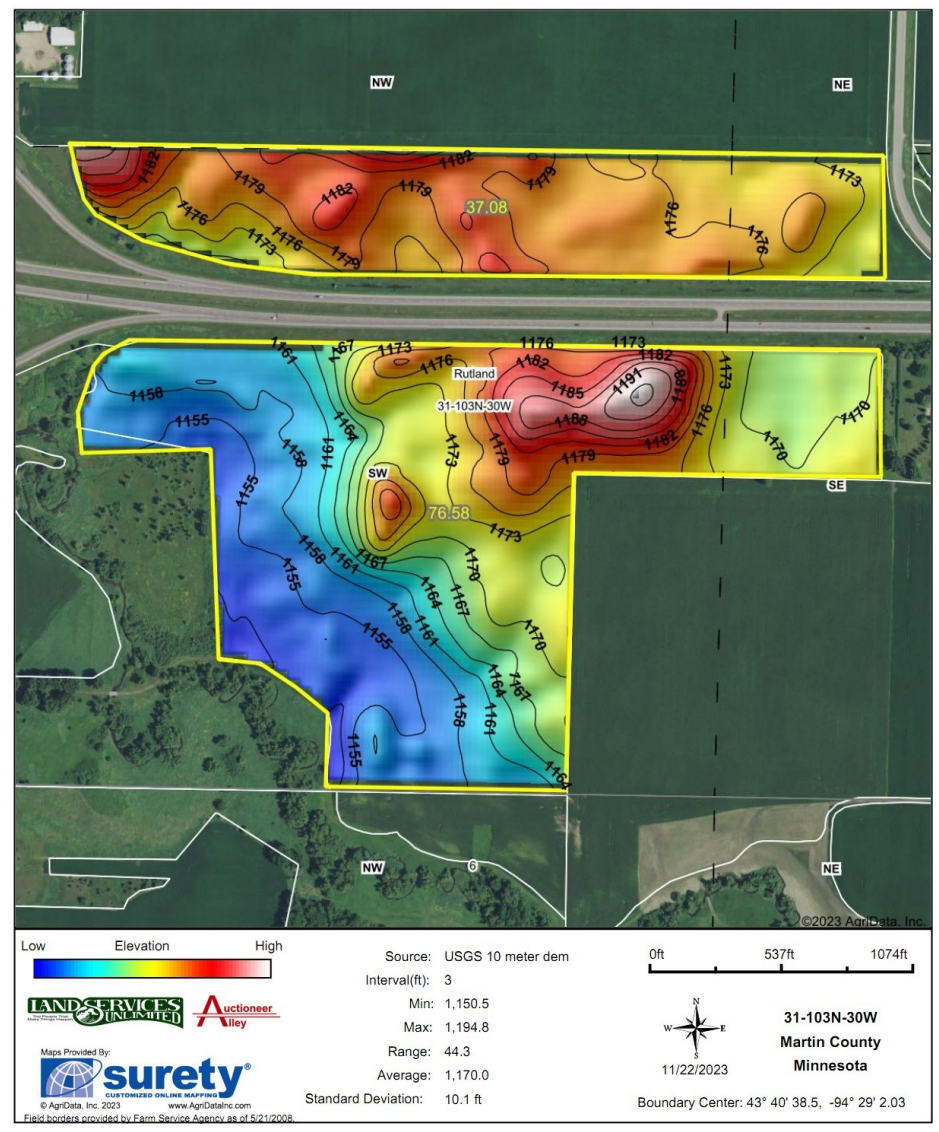 NW
NE
1182
1182
1179
1179
1182
1179
1173
1176
37.08
1176
1176
1173
1176
1179
1161
1167
1173
1176
1176
1173
1182
1182
Rutland
1191
1188
1185
1173
1158
31-103N-30W
1155
1188
1170
1164
1176
1161
1158
1173
1182
1170
1179
1179
SW
SE
1155
76.58
1173
1158
1161
1167
1170
1155
1164
1167
1158
1161
1170
1155
1164
1167
1158
1161
1155
1164
NW
6
NE
©2023 AgriData, Inc.
Low Elevation High
Source: USGS 10 meter dem
Interval(ft): 3
Min: 1,150.5
Max: 1,194.8
Range: 44.3
Average: 1,170.0
Standard Deviation: 10.1 ft
0ft 537ft 1074ft
LAND SERVICES
UNLIMITED
The People That
Make Things Happen
Auctioneer
Alley
Maps Provided By:
surety®
CUSTOMIZED ONLINE MAPPING
© AgriData, Inc. 2023 www.AgriDataInc.com
Field borders provided by Farm Service Agency as of 5/21/2008.
N
W E
S
11/22/2023
31-103N-30W
Martin County
Minnesota
Boundary Center: 43° 40' 38.5, -94° 29' 2.03